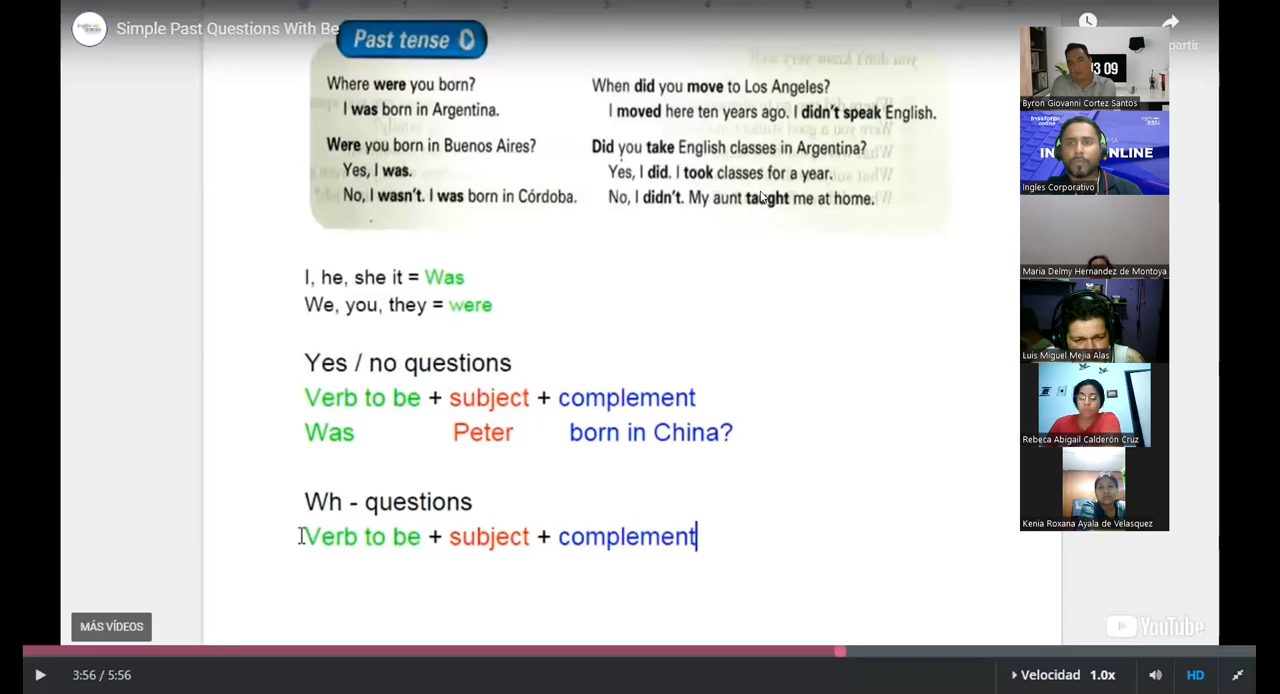 Simple Past Questions With Be
partir
Past tense
Where were you born?
I was born in Argentina.
Were you born in Buenos Aires?
Yes, I was.
No, I wasn't. I was born in Córdoba.
When did you move to Los Angeles?
I moved here ten years ago. I didn't speak English.
Did you take English classes in Argentina?
Yes, I did. I took classes for a year.
No, I didn't. My aunt taught me at home.
I, he, she it = Was
We, you, they = were
Yes / no questions
Verb to be + subject + complement
Was Peter born in China?
Wh - questions
Verb to be + subject + complement
13 09
Byron Giovanni Cortez Santos
NLINE
Ingles Corporativo
Maria Delmy Hernandez de Montoya
Luis Miguel Mejia Alas
Rebeca Abigail Calderón Cruz
Kenia Roxana Ayala de Velasquez
MÁS VÍDEOS
YouTube
3:56 / 5:56
Velocidad 1.0x
HD